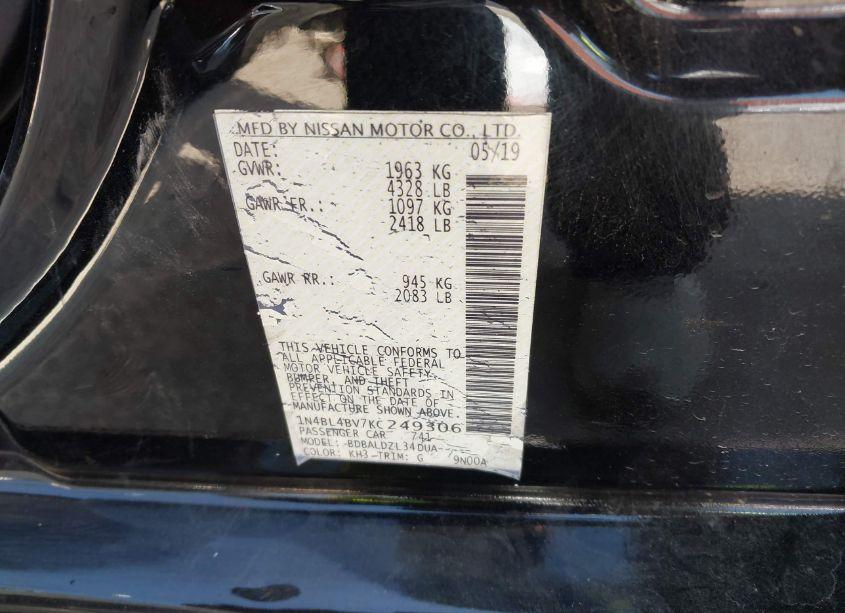 MFD BY NISSAN MOTOR CO., LTD.
DATE: 05/19
GVWR: 1963 KG
4328 LB
GAWR FR.: 1097 KG
2418 LB
GAWR RR.: 945 KG
2083 LB
THIS VEHICLE CONFORMS TO
ALL APPLICABLE FEDERAL
MOTOR VEHICLE SAFETY,
BUMPER, AND THEFT
PREVENTION STANDARDS IN
EFFECT ON THE DATE OF
MANUFACTURE SHOWN ABOVE.
1N4BL4BV7KC249306
PASSENGER CAR 741
MODEL: BDBALDZL34DUA--
COLOR: KH3 TRIM: G 9N00A